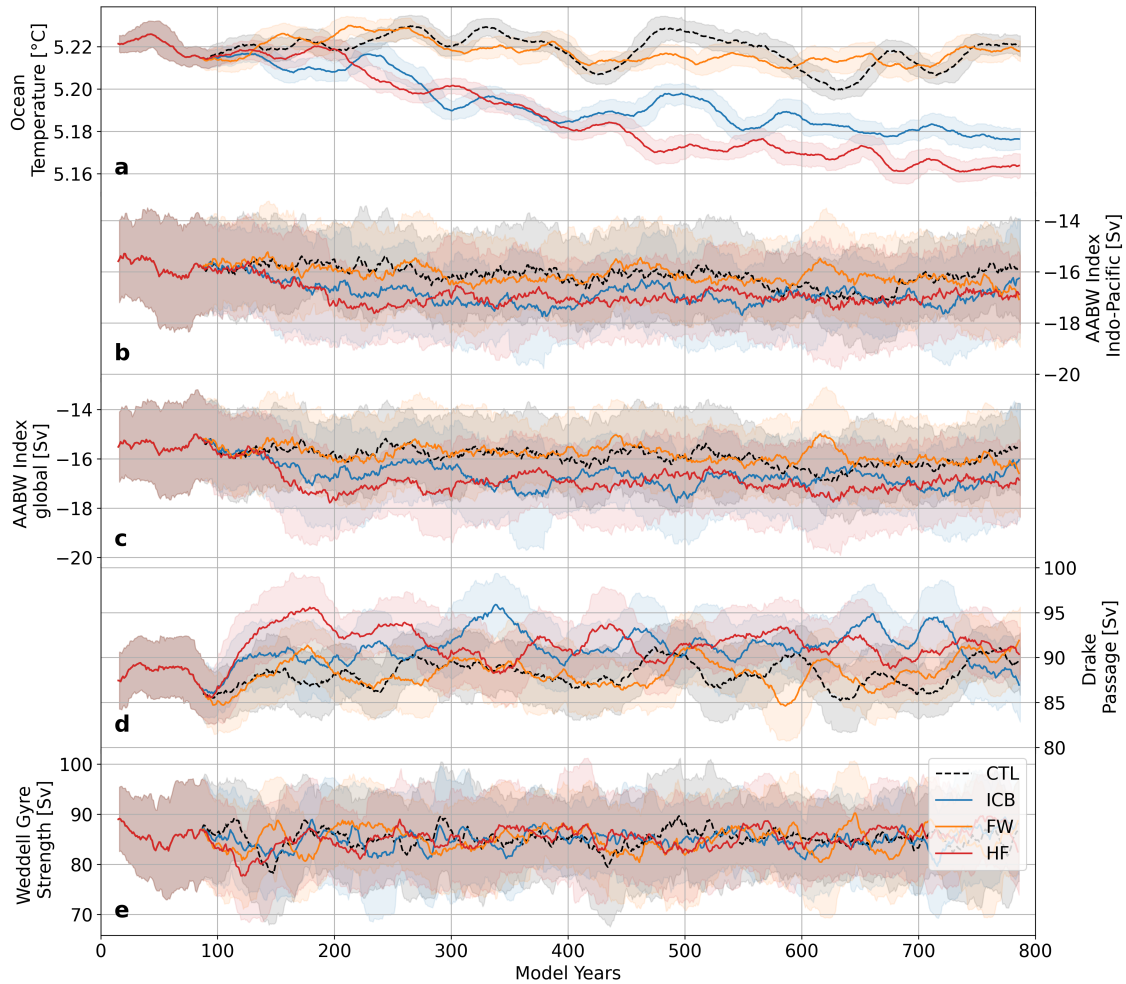 Ocean
Temperature [°C]
5.22
5.20
5.18
5.16
a
AABW Index
Indo-Pacific [Sv]
−14
−16
−18
−20
b
AABW Index
global [Sv]
−14
−16
−18
−20
c
Drake
Passage [Sv]
100
95
90
85
80
d
Weddell Gyre
Strength [Sv]
100
90
80
70
e
CTL
ICB
FW
HF
0 100 200 300 400 500 600 700 800
Model Years